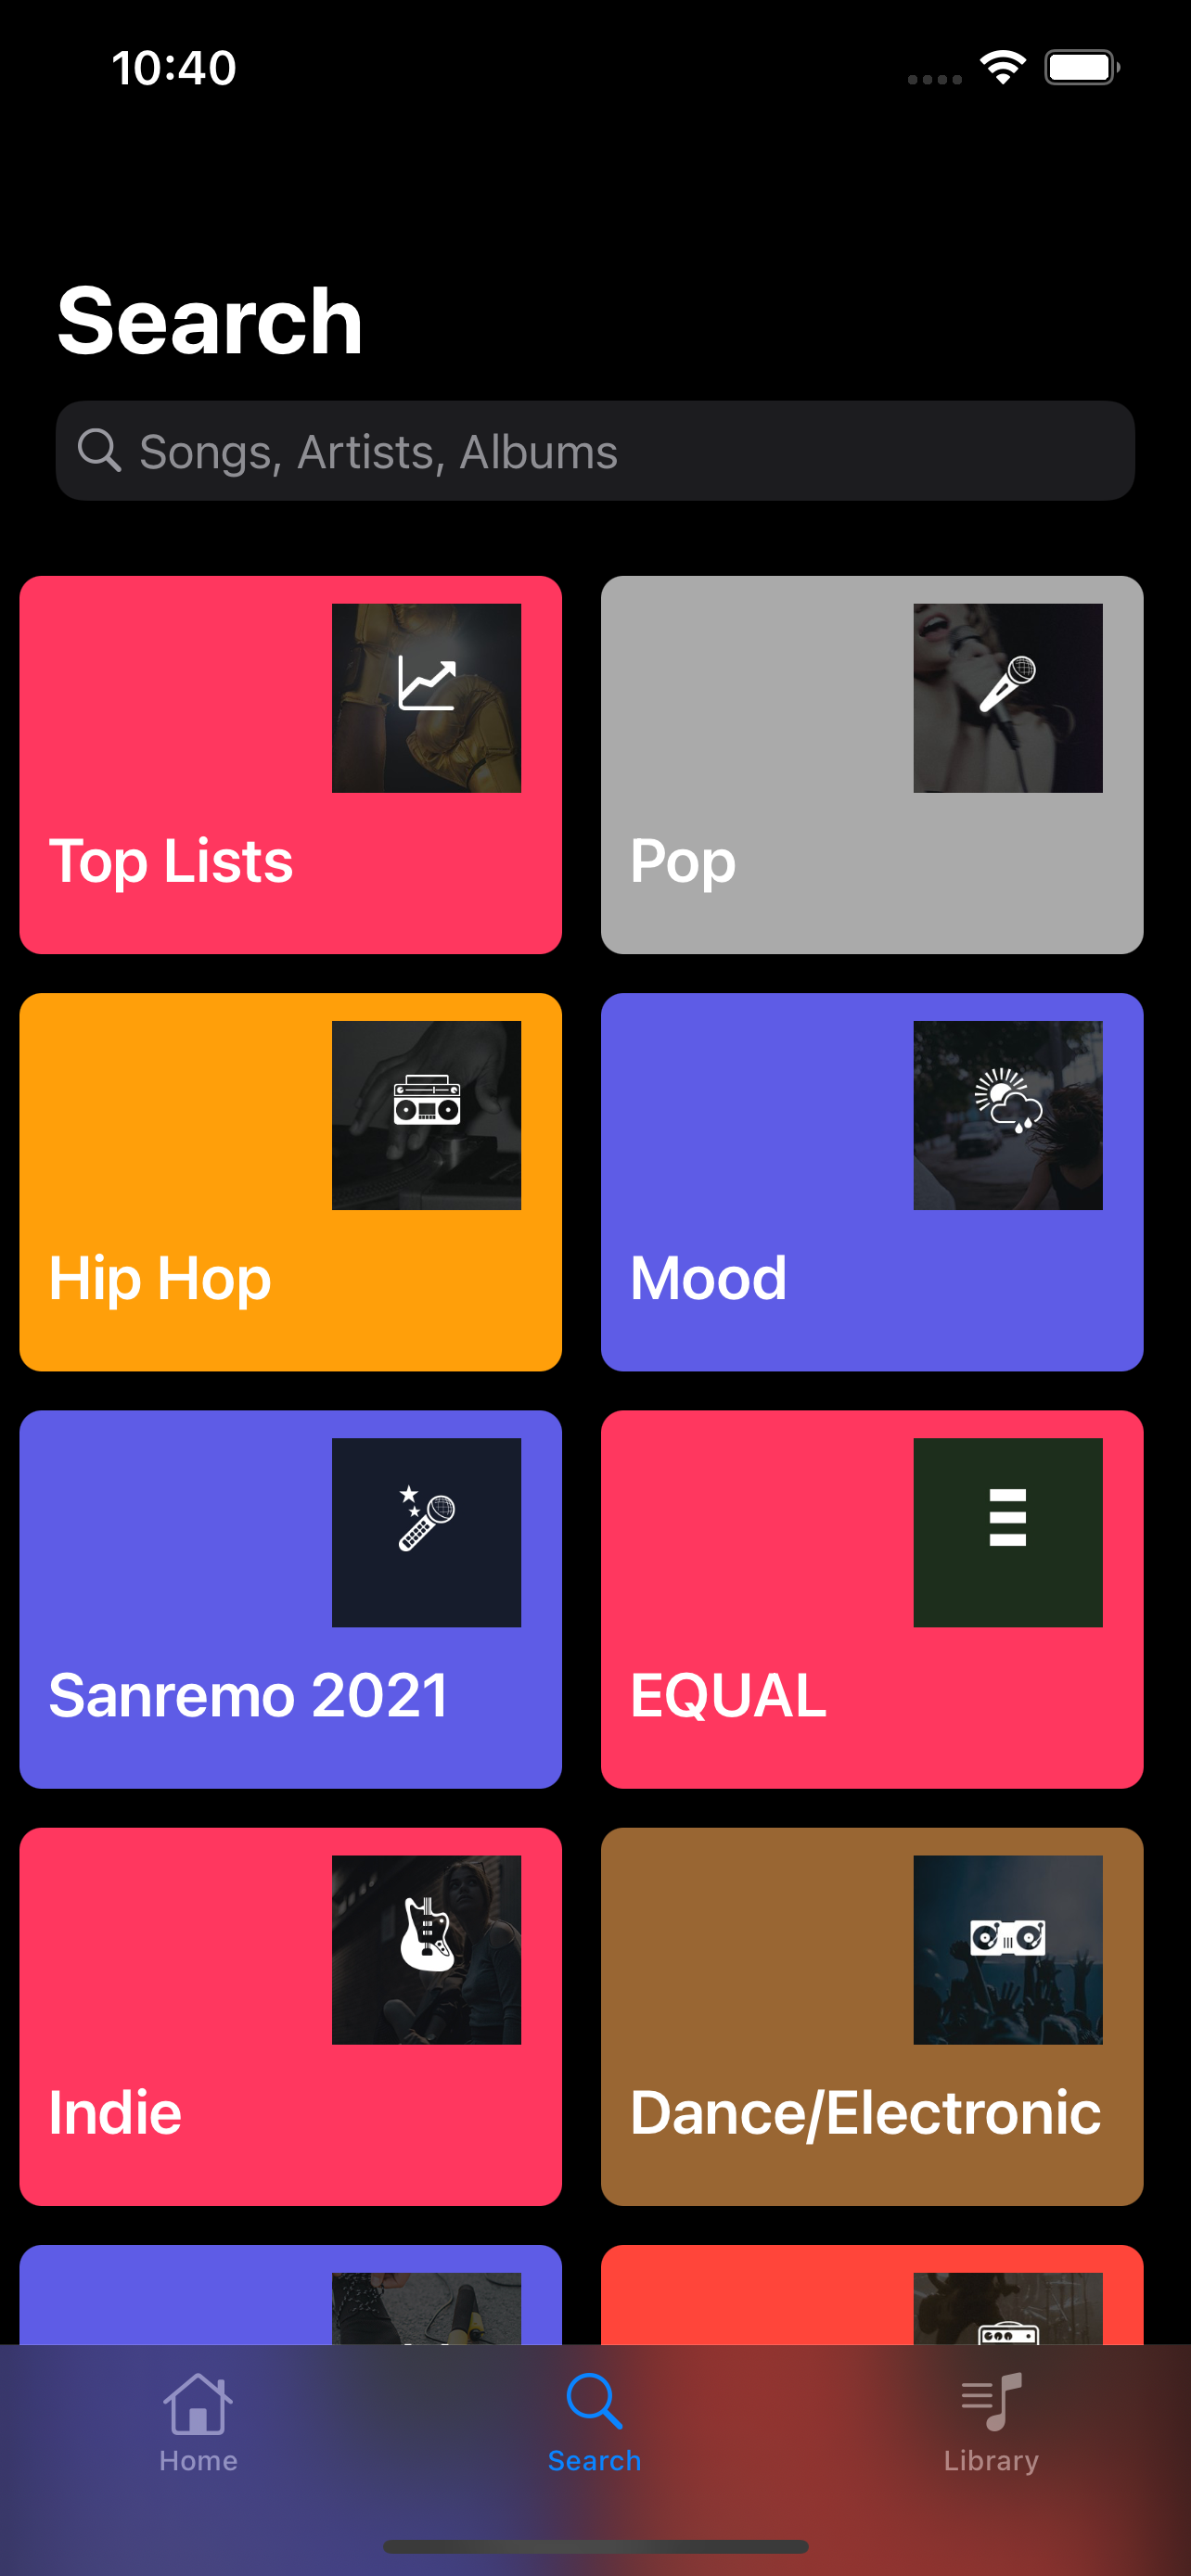 10:40
Search
Songs, Artists, Albums
Top Lists
Pop
Hip Hop
Mood
Sanremo 2021
EQUAL
Indie
Dance/Electronic
Home
Search
Library